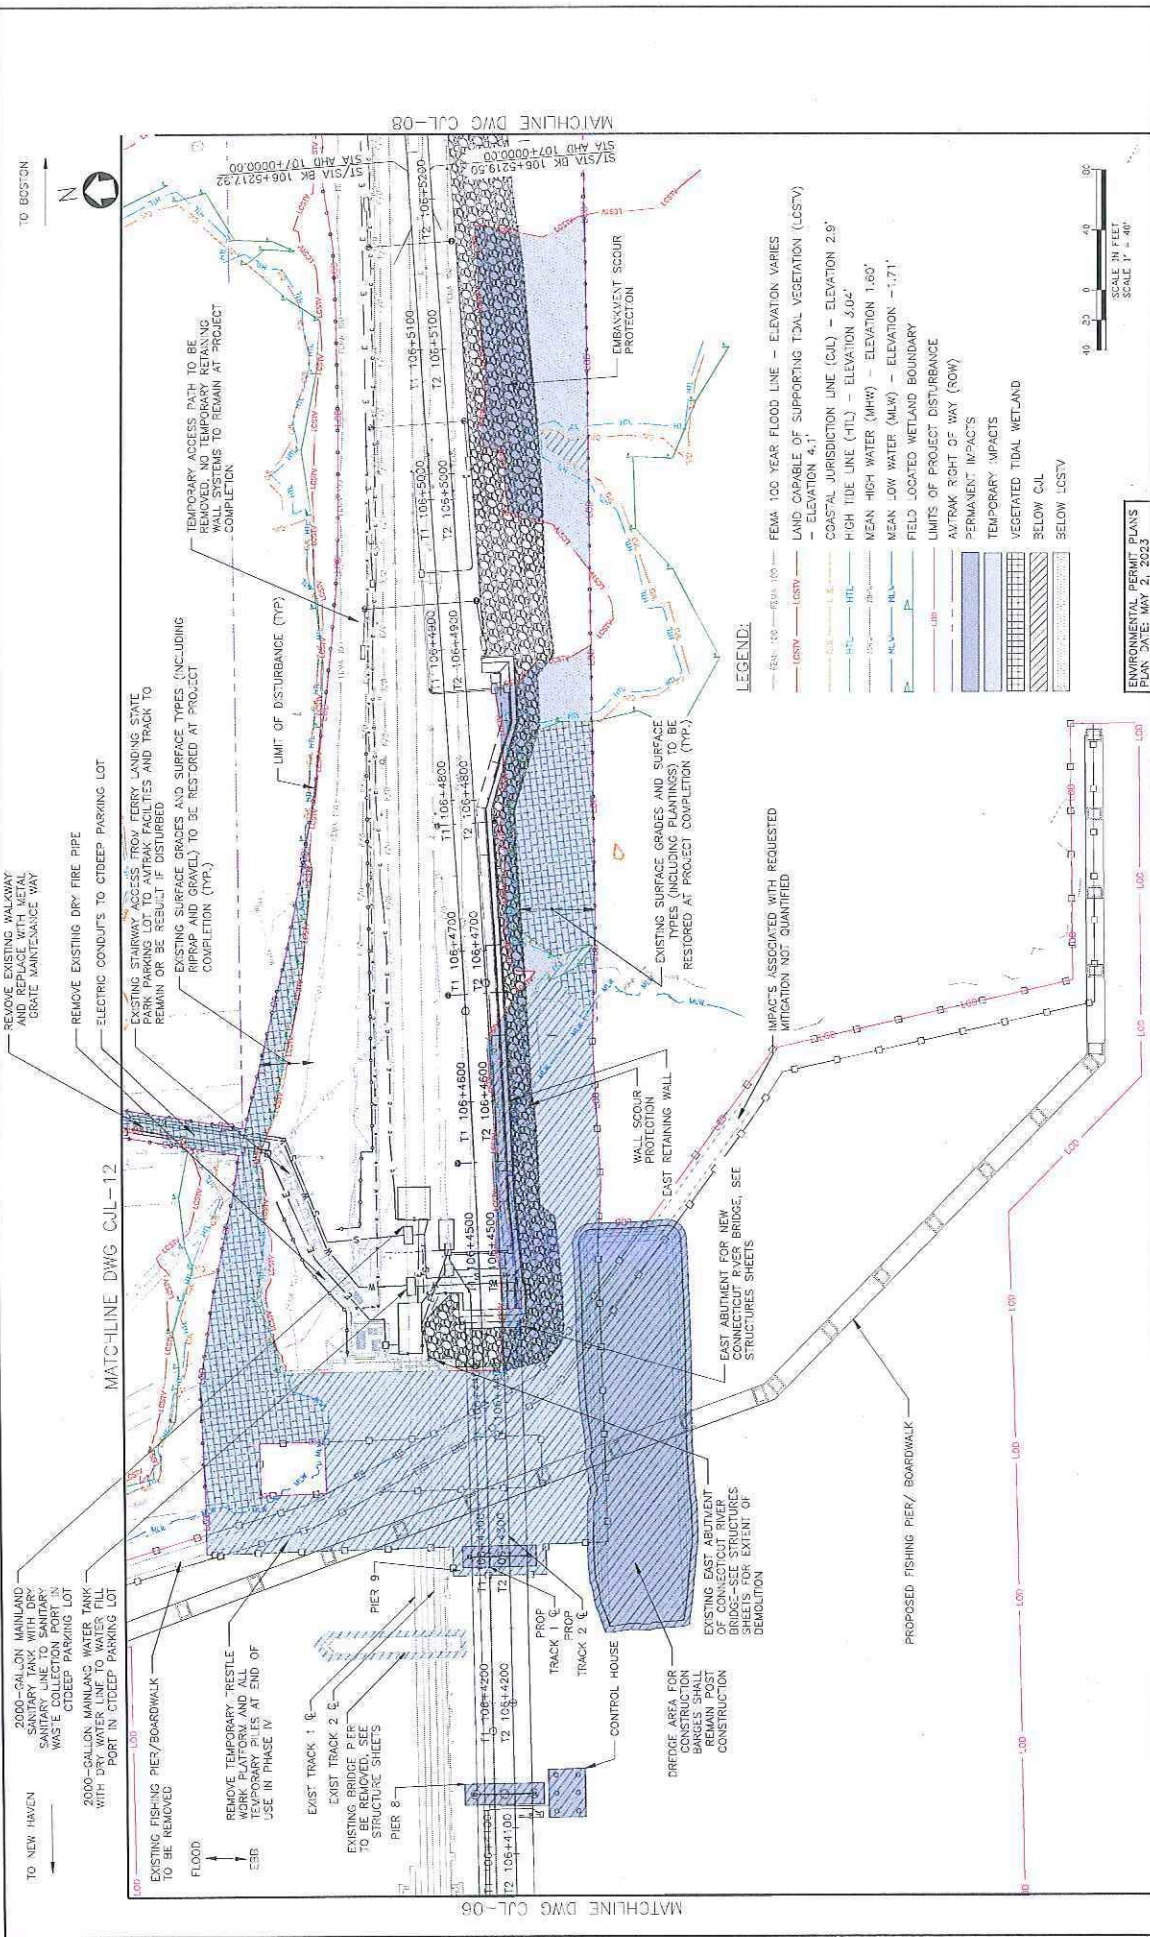 TO NEW HAVEN
TO BOSTON
N
2000-GALLON MAINLAND
SANITARY TANK WITH DRY
SANITARY LINE TO SANITARY
WASTE COLLECTION PORT IN
CTDEEP PARKING LOT
2000-GALLON MAINLAND WATER TANK
WITH DRY WATER LINE TO WATER FILL
PORT IN CTDEEP PARKING LOT
EXISTING FISHING PIER/BOARDWALK
TO BE REMOVED
FLOOD
EBB
REMOVE TEMPORARY TRESTLE
WORK PLATFORM AND ALL
TEMPORARY PILES AT END OF
USE IN PHASE IV
EXIST TRACK 1 ℄
EXIST TRACK 2 ℄
EXISTING BRIDGE PIER
TO BE REMOVED, SEE
STRUCTURE SHEETS
PIER 8
PIER 9
MATCHLINE DWG CJL-12
REMOVE EXISTING WALKWAY
AND REPLACE WITH METAL
GRATE MAINTENANCE WAY
REMOVE EXISTING DRY FIRE PIPE
ELECTRIC CONDUITS TO CTDEEP PARKING LOT
EXISTING STAIRWAY ACCESS FROM FERRY LANDING STATE
PARK PARKING LOT TO AMTRAK FACILITIES AND TRACK TO
REMAIN OR BE REBUILT IF DISTURBED
EXISTING SURFACE GRADES AND SURFACE TYPES (INCLUDING
RIPRAP AND GRAVEL) TO BE RESTORED AT PROJECT
COMPLETION (TYP.)
LIMIT OF DISTURBANCE (TYP)
TEMPORARY ACCESS PATH TO BE
REMOVED. NO TEMPORARY RETAINING
WALL SYSTEMS TO REMAIN AT PROJECT
COMPLETION
MATCHLINE DWG CJL-06
MATCHLINE DWG CJL-08
ST/STA BK 106+5217.92
STA AHD 107+0000.00
ST/STA BK 106+5219.50
STA AHD 107+0000.00
T1 106+4100
T2 106+4100
T1 106+4200
T2 106+4200
T1 106+4300
T2 106+4300
T1 106+4500
T2 106+4500
T1 106+4600
T2 106+4600
T1 106+4700
T2 106+4700
T1 106+4800
T2 106+4800
T1 106+4900
T2 106+4900
T1 106+5000
T2 106+5000
T1 106+5100
T2 106+5100
T2 106+5200
PROP
TRACK 1 ℄
PROP
TRACK 2 ℄
CONTROL HOUSE
DREDGE AREA FOR
CONSTRUCTION
BARGES SHALL
REMAIN POST
CONSTRUCTION
EXISTING EAST ABUTMENT
OF CONNECTICUT RIVER
BRIDGE-SEE STRUCTURES
SHEETS FOR EXTENT OF
DEMOLITION
EAST ABUTMENT FOR NEW
CONNECTICUT RIVER BRIDGE, SEE
STRUCTURES SHEETS
WALL SCOUR
PROTECTION
EAST RETAINING WALL
EXISTING SURFACE GRADES AND SURFACE
TYPES (INCLUDING PLANTINGS) TO BE
RESTORED AT PROJECT COMPLETION (TYP.)
IMPACTS ASSOCIATED WITH REQUESTED
MITIGATION NOT QUANTIFIED
PROPOSED FISHING PIER/ BOARDWALK
EMBANKMENT SCOUR
PROTECTION
LEGEND:
FEMA 100 YEAR FLOOD LINE - ELEVATION VARIES
LCSTV
LAND CAPABLE OF SUPPORTING TIDAL VEGETATION (LCSTV)
- ELEVATION 4.1'
COASTAL JURISDICTION LINE (CJL) - ELEVATION 2.9'
HTL
HIGH TIDE LINE (HTL) - ELEVATION 3.04'
MEAN HIGH WATER (MHW) - ELEVATION 1.60'
MLW
MEAN LOW WATER (MLW) - ELEVATION -1.71'
FIELD LOCATED WETLAND BOUNDARY
LOD
LIMITS OF PROJECT DISTURBANCE
AMTRAK RIGHT OF WAY (ROW)
PERMANENT IMPACTS
TEMPORARY IMPACTS
VEGETATED TIDAL WETLAND
BELOW CJL
BELOW LCSTV
40 20 0 40
SCALE IN FEET
SCALE 1" = 40'
ENVIRONMENTAL PERMIT PLANS
PLAN DATE: MAY 2, 2023